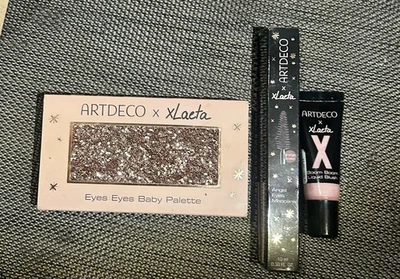 ARTDECO x xLaeta
Eyes Eyes Baby Palette
ARTDECO
x
xLaeta
Angel
Eyes
Mascara
ARTDECO
x
xLaeta
X
Boom Boom
Liquid Blush